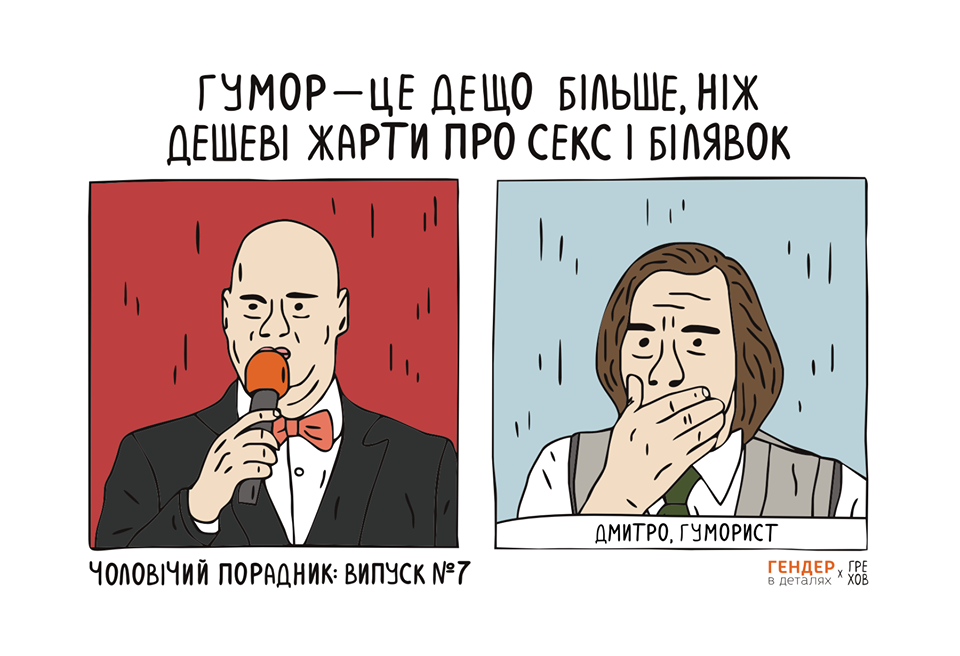 ГУМОР — ЦЕ ДЕЩО БІЛЬШЕ, НІЖ
ДЕШЕВІ ЖАРТИ ПРО СЕКС І БІЛЯВОК
ДМИТРО, ГУМОРИСТ
ЧОЛОВІЧИЙ ПОРАДНИК: ВИПУСК №7
ГЕНДЕР
в деталях
х
ГРЕ
ХОВ